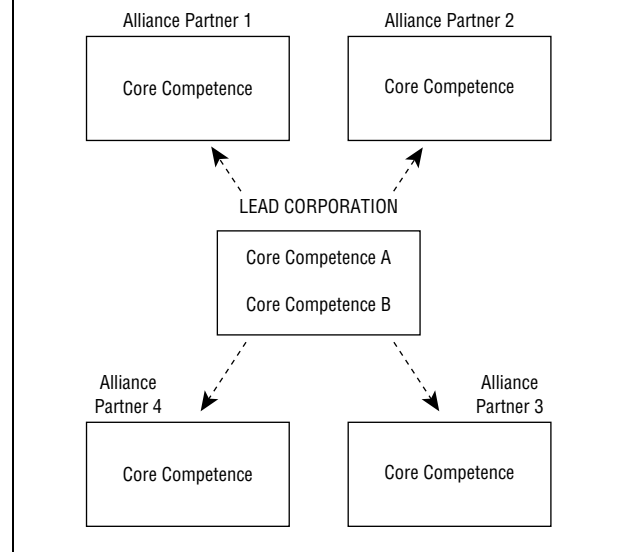 Alliance Partner 1
Alliance Partner 2
Core Competence
Core Competence
LEAD CORPORATION
Core Competence A
Core Competence B
Alliance
Partner 4
Alliance
Partner 3
Core Competence
Core Competence